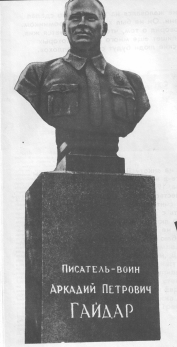 Писатель-воин
Аркадий Петрович
ГАЙДАР